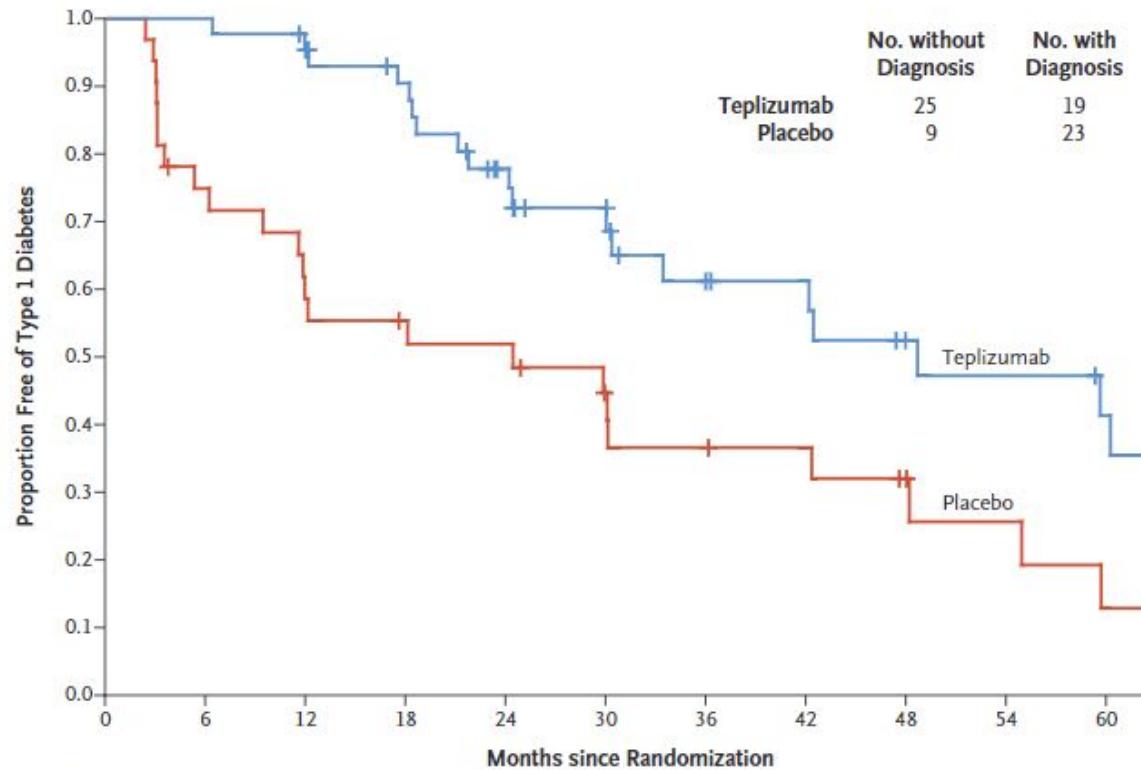 1.0
0.9
0.8
0.7
0.6
0.5
0.4
0.3
0.2
0.1
0.0
Proportion Free of Type 1 Diabetes
No. without No. with
Diagnosis Diagnosis
Teplizumab 25 19
Placebo 9 23
Teplizumab
Placebo
0 6 12 18 24 30 36 42 48 54 60
Months since Randomization